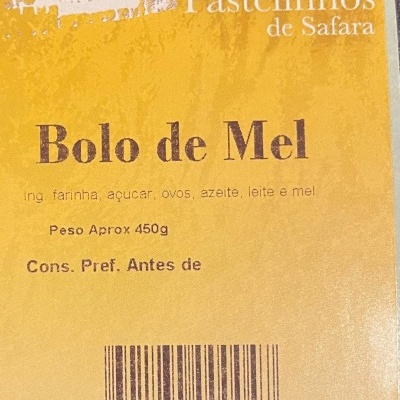 Pastelinhos
de Safara
Bolo de Mel
Ing. farinha, açucar, ovos, azeite, leite e mel
Peso Aprox 450g
Cons. Pref. Antes de